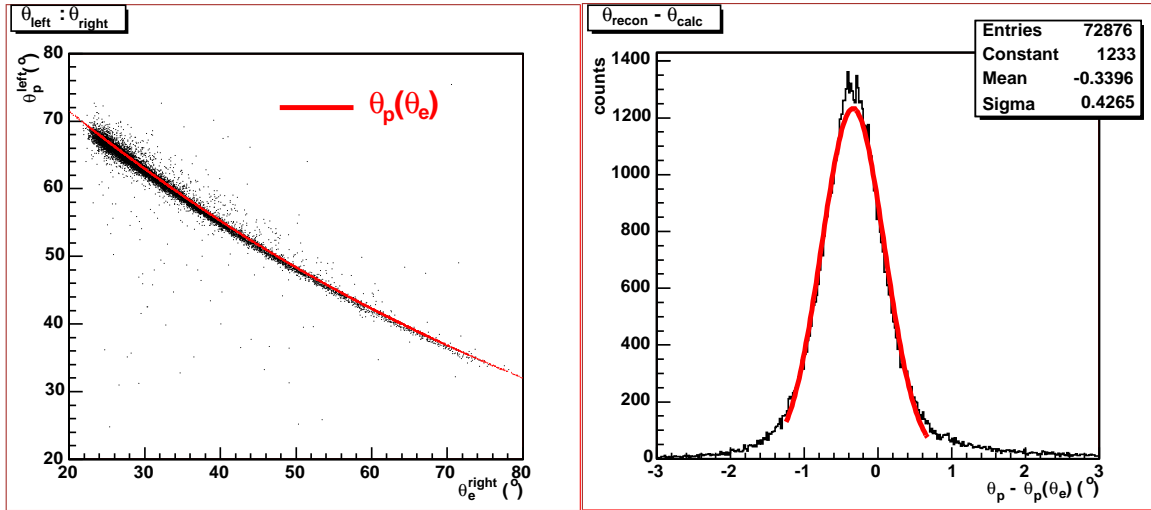 θleft : θright
80
70
60
50
40
30
20
θp^left (°)
θp(θe)
20 30 40 50 60 70 80
θe^right (°)
θrecon - θcalc
Entries 72876
Constant 1233
Mean -0.3396
Sigma 0.4265
1400
1200
1000
800
600
400
200
0
counts
-3 -2 -1 0 1 2 3
θp - θp(θe) (°)